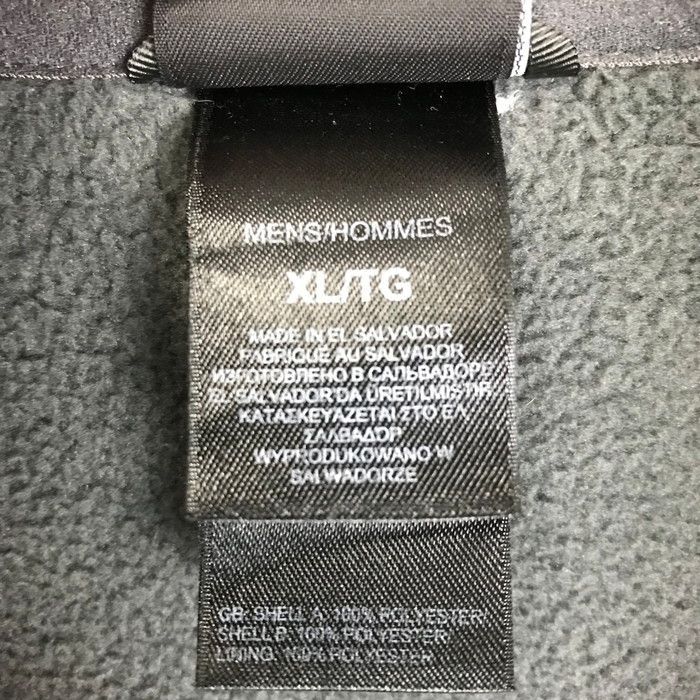 MENS/HOMMES
XL/TG
MADE IN EL SALVADOR
FABRIQUE AU SALVADOR
ИЗГОТОВЛЕНО В САЛЬВАДОРЕ
EL SALVADOR'DA URETILMISTIR
ΚΑΤΑΣΚΕΥΑΖΕΤΑΙ ΣΤΟ ΕΛ
ΣΑΛΒΑΔΟΡ
WYPRODUKOWANO W
SALWADORZE
GB: SHELL A: 100% POLYESTER/
SHELL B: 100% POLYESTER/
LINING: 100% POLYESTER